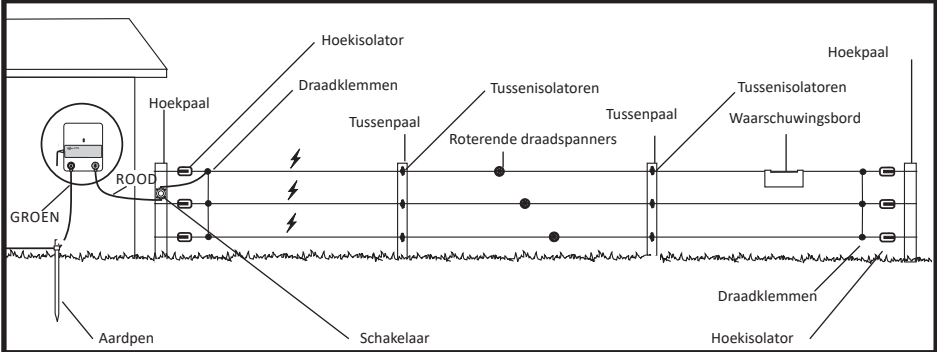 Hoekisolator
Hoekpaal
Draadklemmen
Tussenisolatoren
Tussenisolatoren
Hoekpaal
Tussenpaal
Tussenpaal
Waarschuwingsbord
Roterende draadspanners
ROOD
GROEN
Draadklemmen
Aardpen
Schakelaar
Hoekisolator